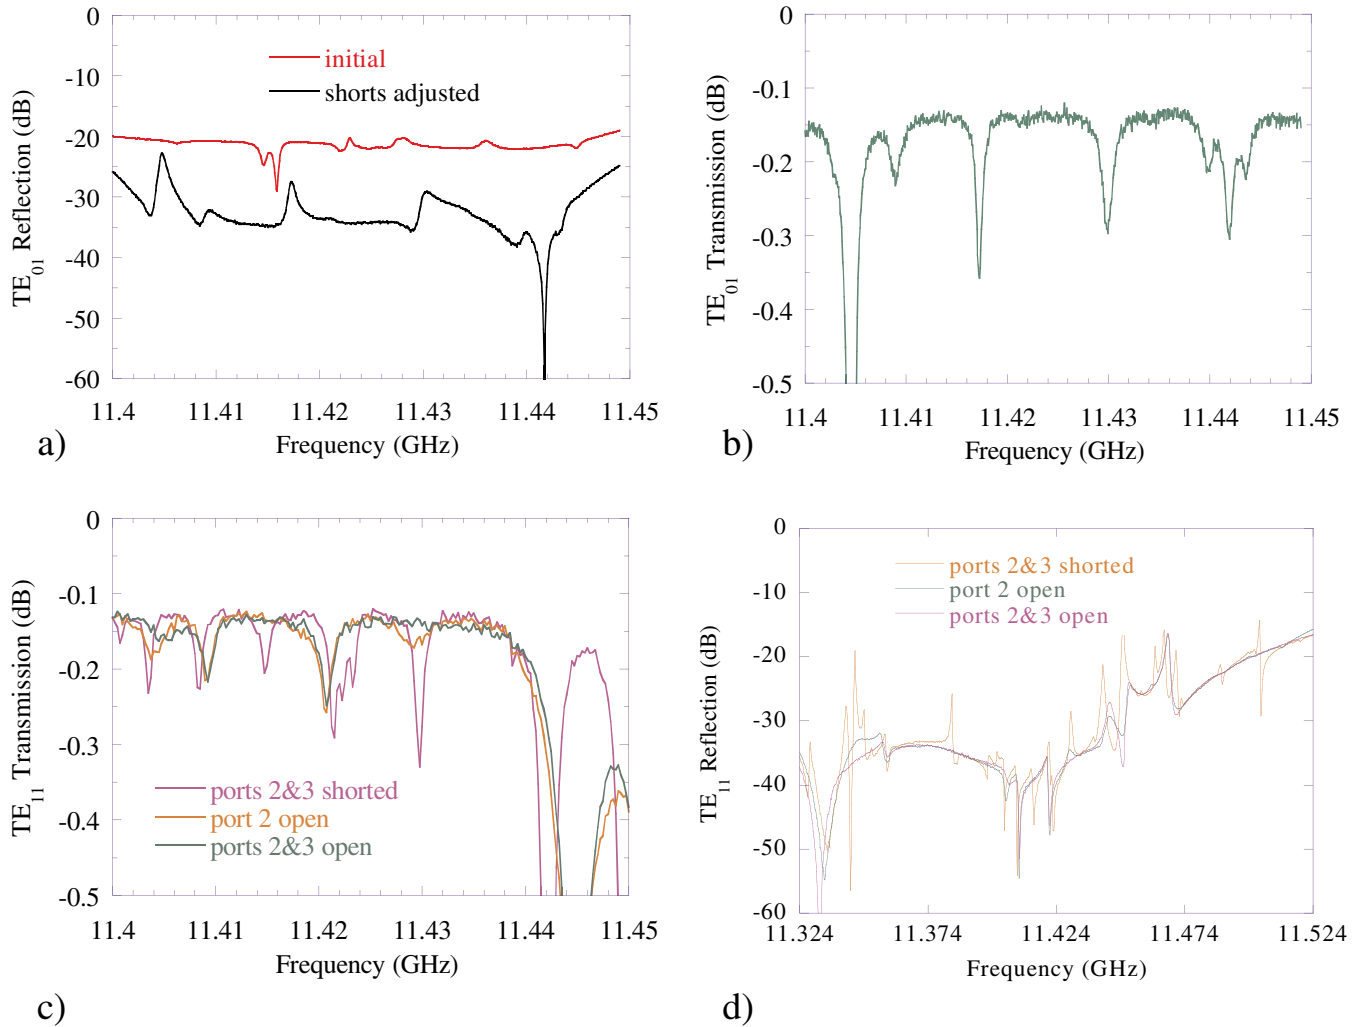 0
-10
-20
-30
-40
-50
-60
11.4 11.41 11.42 11.43 11.44 11.45
TE01 Reflection (dB)
Frequency (GHz)
initial
shorts adjusted
a)
0
-0.1
-0.2
-0.3
-0.4
-0.5
11.4 11.41 11.42 11.43 11.44 11.45
TE01 Transmission (dB)
Frequency (GHz)
b)
0
-0.1
-0.2
-0.3
-0.4
-0.5
11.4 11.41 11.42 11.43 11.44 11.45
TE11 Transmission (dB)
Frequency (GHz)
ports 2&3 shorted
port 2 open
ports 2&3 open
c)
0
-10
-20
-30
-40
-50
-60
11.324 11.374 11.424 11.474 11.524
TE11 Reflection (dB)
Frequency (GHz)
ports 2&3 shorted
port 2 open
ports 2&3 open
d)